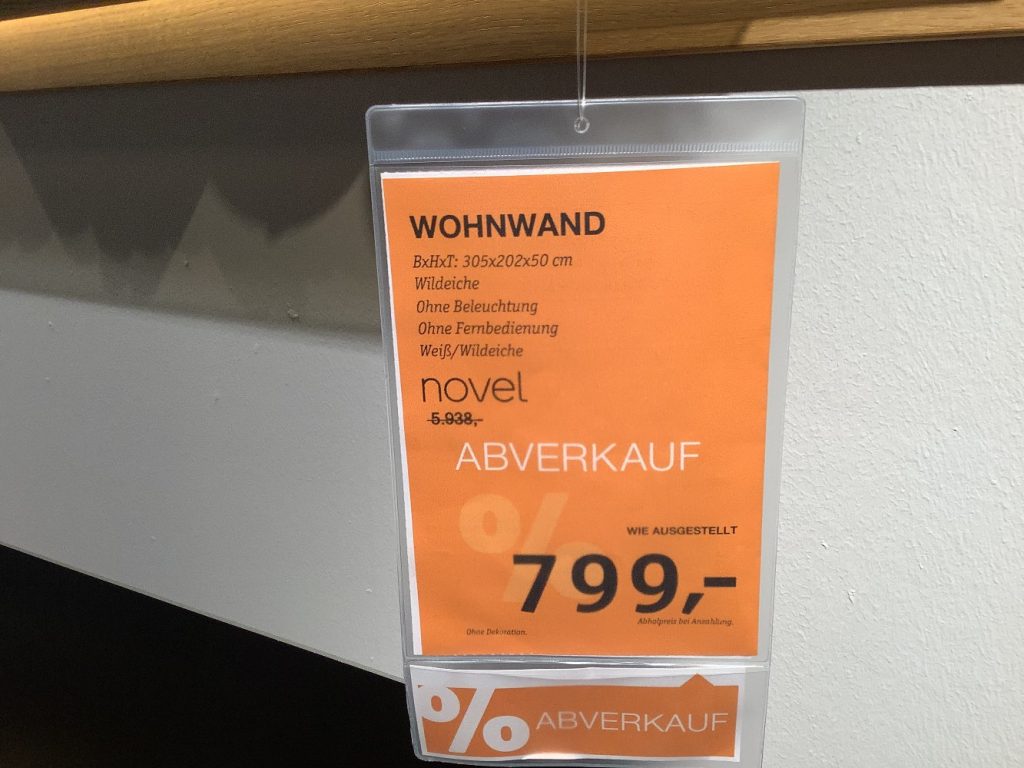 WOHNWAND
BxHxT: 305x202x50 cm
Wildeiche
Ohne Beleuchtung
Ohne Fernbedienung
Weiß/Wildeiche
novel
5.938,-
ABVERKAUF
%
WIE AUSGESTELLT
799,-
Abholpreis bei Anzahlung.
Ohne Dekoration.
% ABVERKAUF